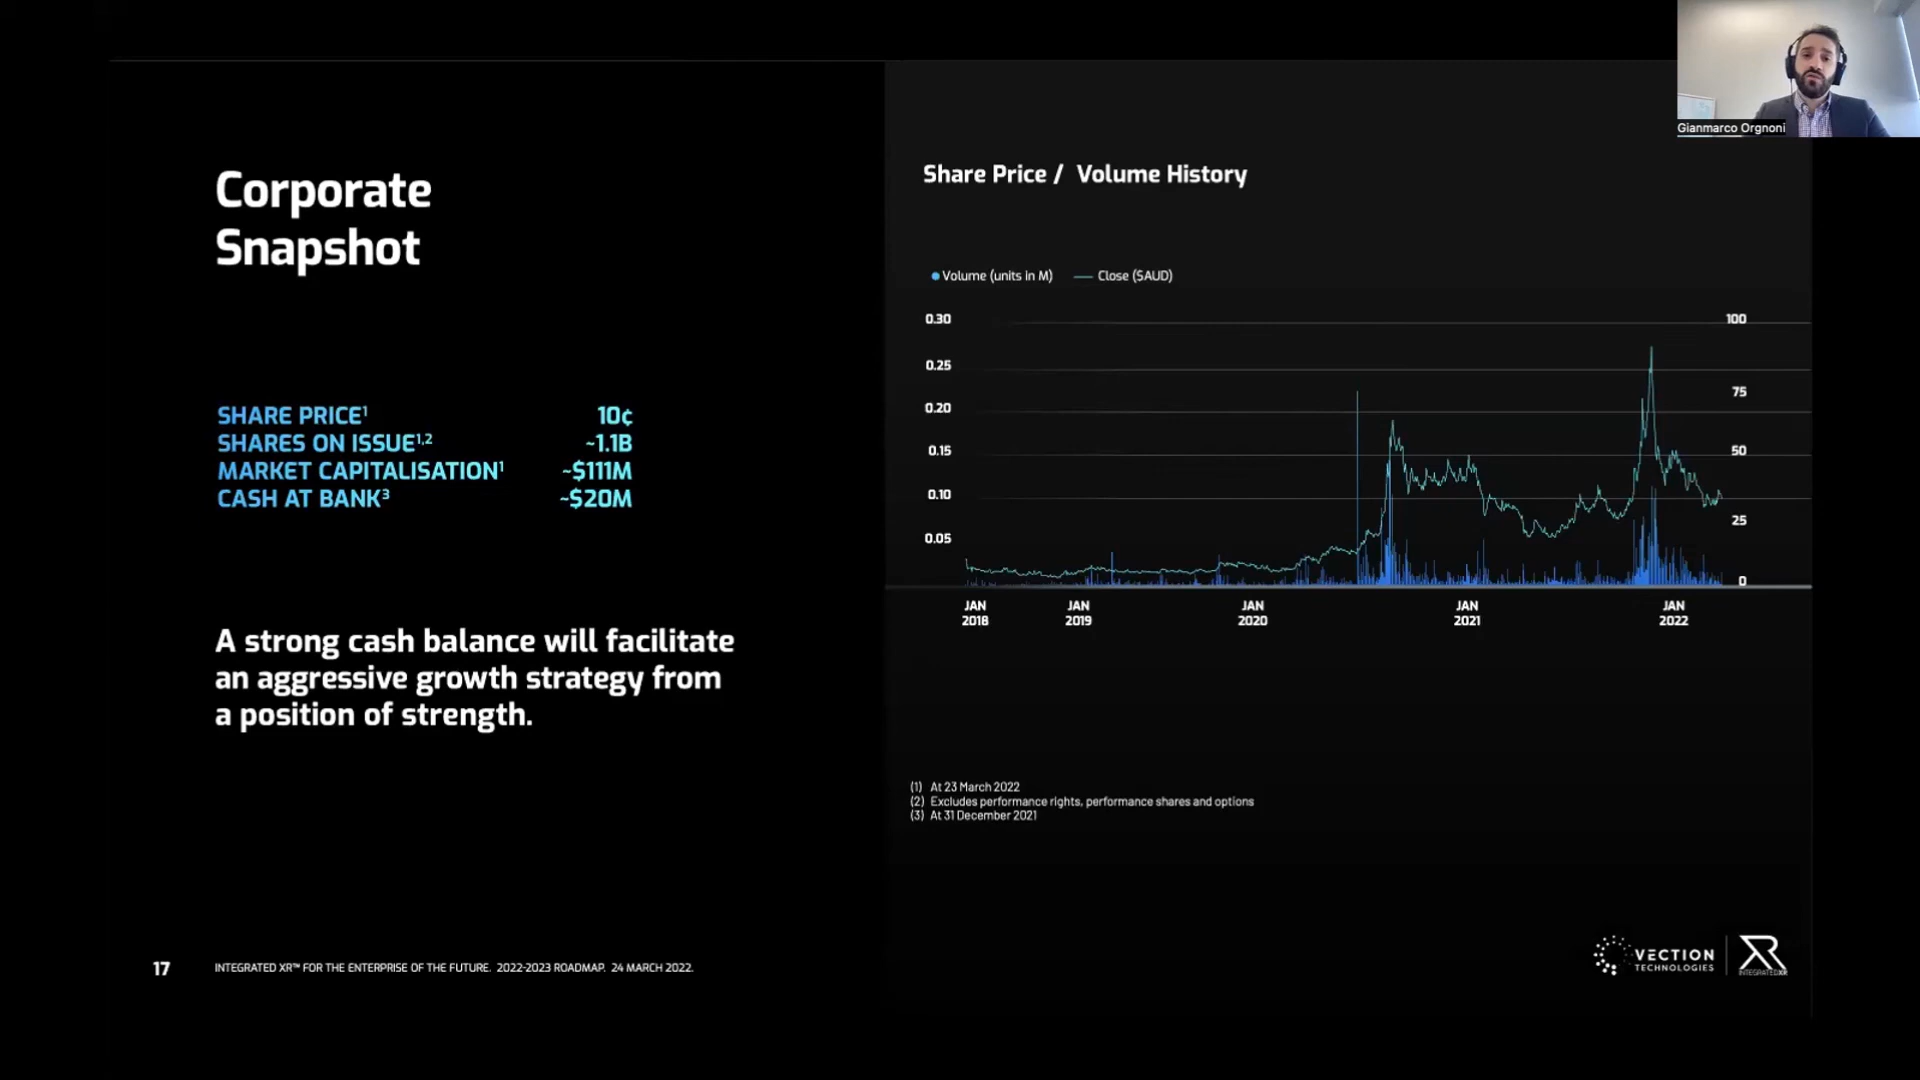 Gianmarco Orgnoni
Corporate
Snapshot
SHARE PRICE¹ 10¢
SHARES ON ISSUE¹,² ~1.1B
MARKET CAPITALISATION¹ ~$111M
CASH AT BANK³ ~$20M
A strong cash balance will facilitate
an aggressive growth strategy from
a position of strength.
Share Price / Volume History
Volume (units in M) Close ($AUD)
0.30 100
0.25
75
0.20
0.15 50
0.10
25
0.05
0
JAN JAN JAN JAN JAN
2018 2019 2020 2021 2022
(1) At 23 March 2022
(2) Excludes performance rights, performance shares and options
(3) At 31 December 2021
17 INTEGRATED XR™ FOR THE ENTERPRISE OF THE FUTURE. 2022-2023 ROADMAP. 24 MARCH 2022.
VECTION
TECHNOLOGIES
XR
INTEGRATEDXR